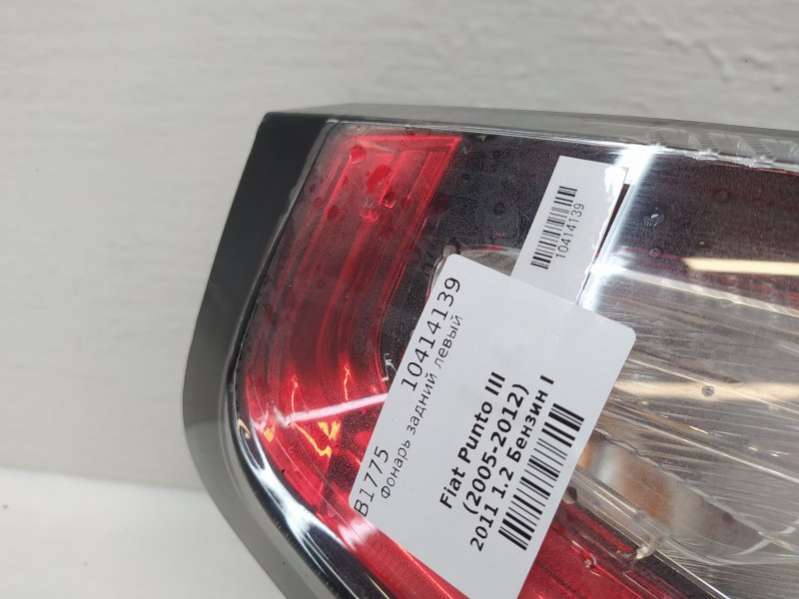 10414139
B1775 10414139
Фонарь задний левый
Fiat Punto III
(2005-2012)
2011 1.2 Бензин I